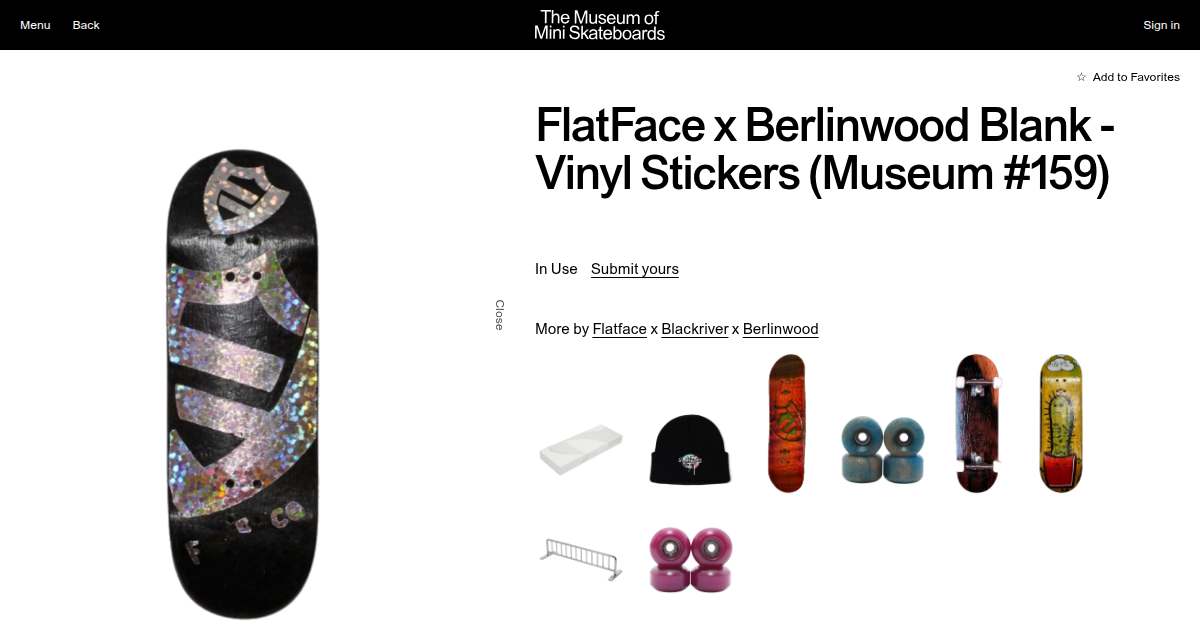 Menu Back
The Museum of
Mini Skateboards
Sign in
☆ Add to Favorites
FlatFace x Berlinwood Blank -
Vinyl Stickers (Museum #159)
In Use Submit yours
Close
More by Flatface x Blackriver x Berlinwood